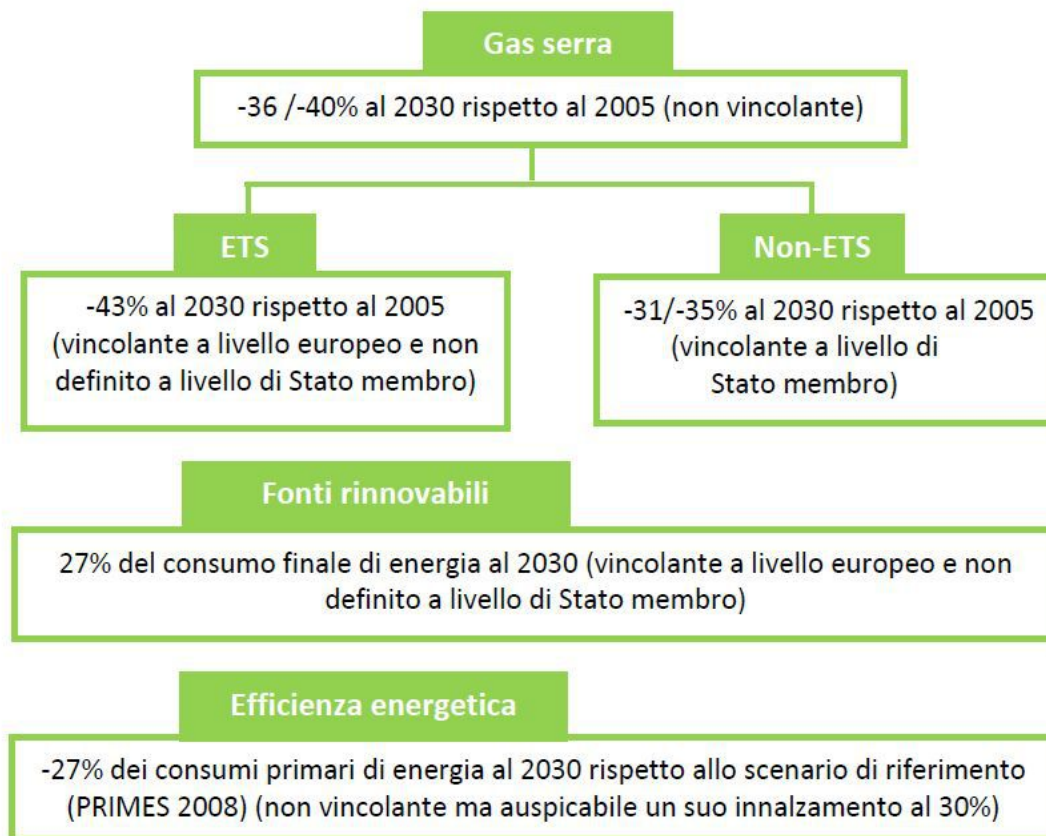 Gas serra
-36 /-40% al 2030 rispetto al 2005 (non vincolante)
ETS
-43% al 2030 rispetto al 2005
(vincolante a livello europeo e non
definito a livello di Stato membro)
Non-ETS
-31/-35% al 2030 rispetto al 2005
(vincolante a livello di
Stato membro)
Fonti rinnovabili
27% del consumo finale di energia al 2030 (vincolante a livello europeo e non
definito a livello di Stato membro)
Efficienza energetica
-27% dei consumi primari di energia al 2030 rispetto allo scenario di riferimento
(PRIMES 2008) (non vincolante ma auspicabile un suo innalzamento al 30%)